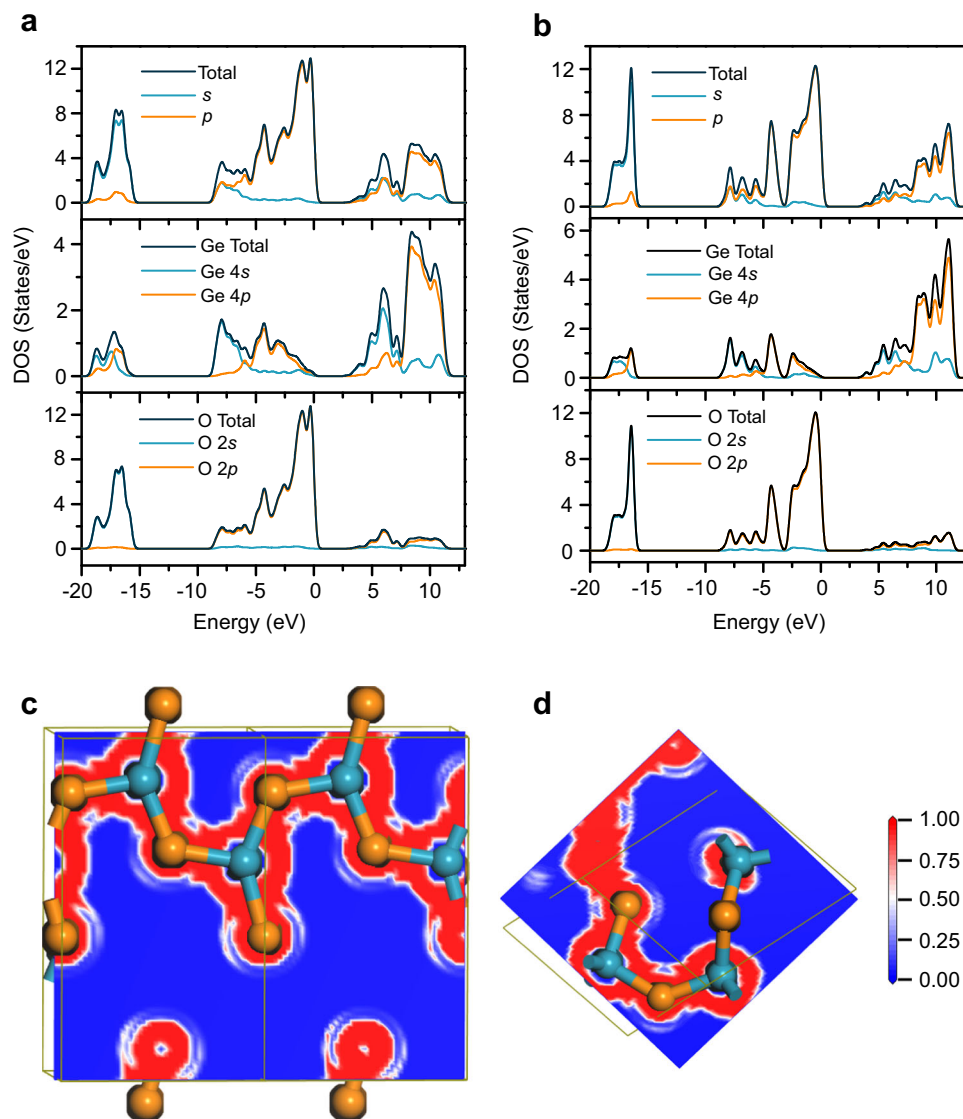 a
12
8
4
0
Total
s
p
4
2
0
Ge Total
Ge 4s
Ge 4p
DOS (States/eV)
12
8
4
0
O Total
O 2s
O 2p
-20 -15 -10 -5 0 5 10
Energy (eV)
b
12
8
4
0
Total
s
p
6
4
2
0
Ge Total
Ge 4s
Ge 4p
DOS (States/eV)
12
8
4
0
O Total
O 2s
O 2p
-20 -15 -10 -5 0 5 10
Energy (eV)
c
d
1.00
0.75
0.50
0.25
0.00